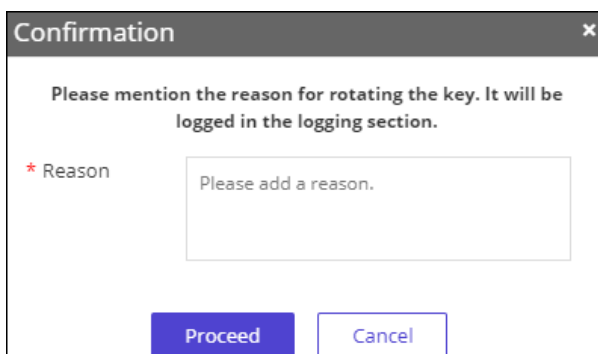 Confirmation ×
Please mention the reason for rotating the key. It will be
logged in the logging section.
* Reason
Please add a reason.
Proceed Cancel